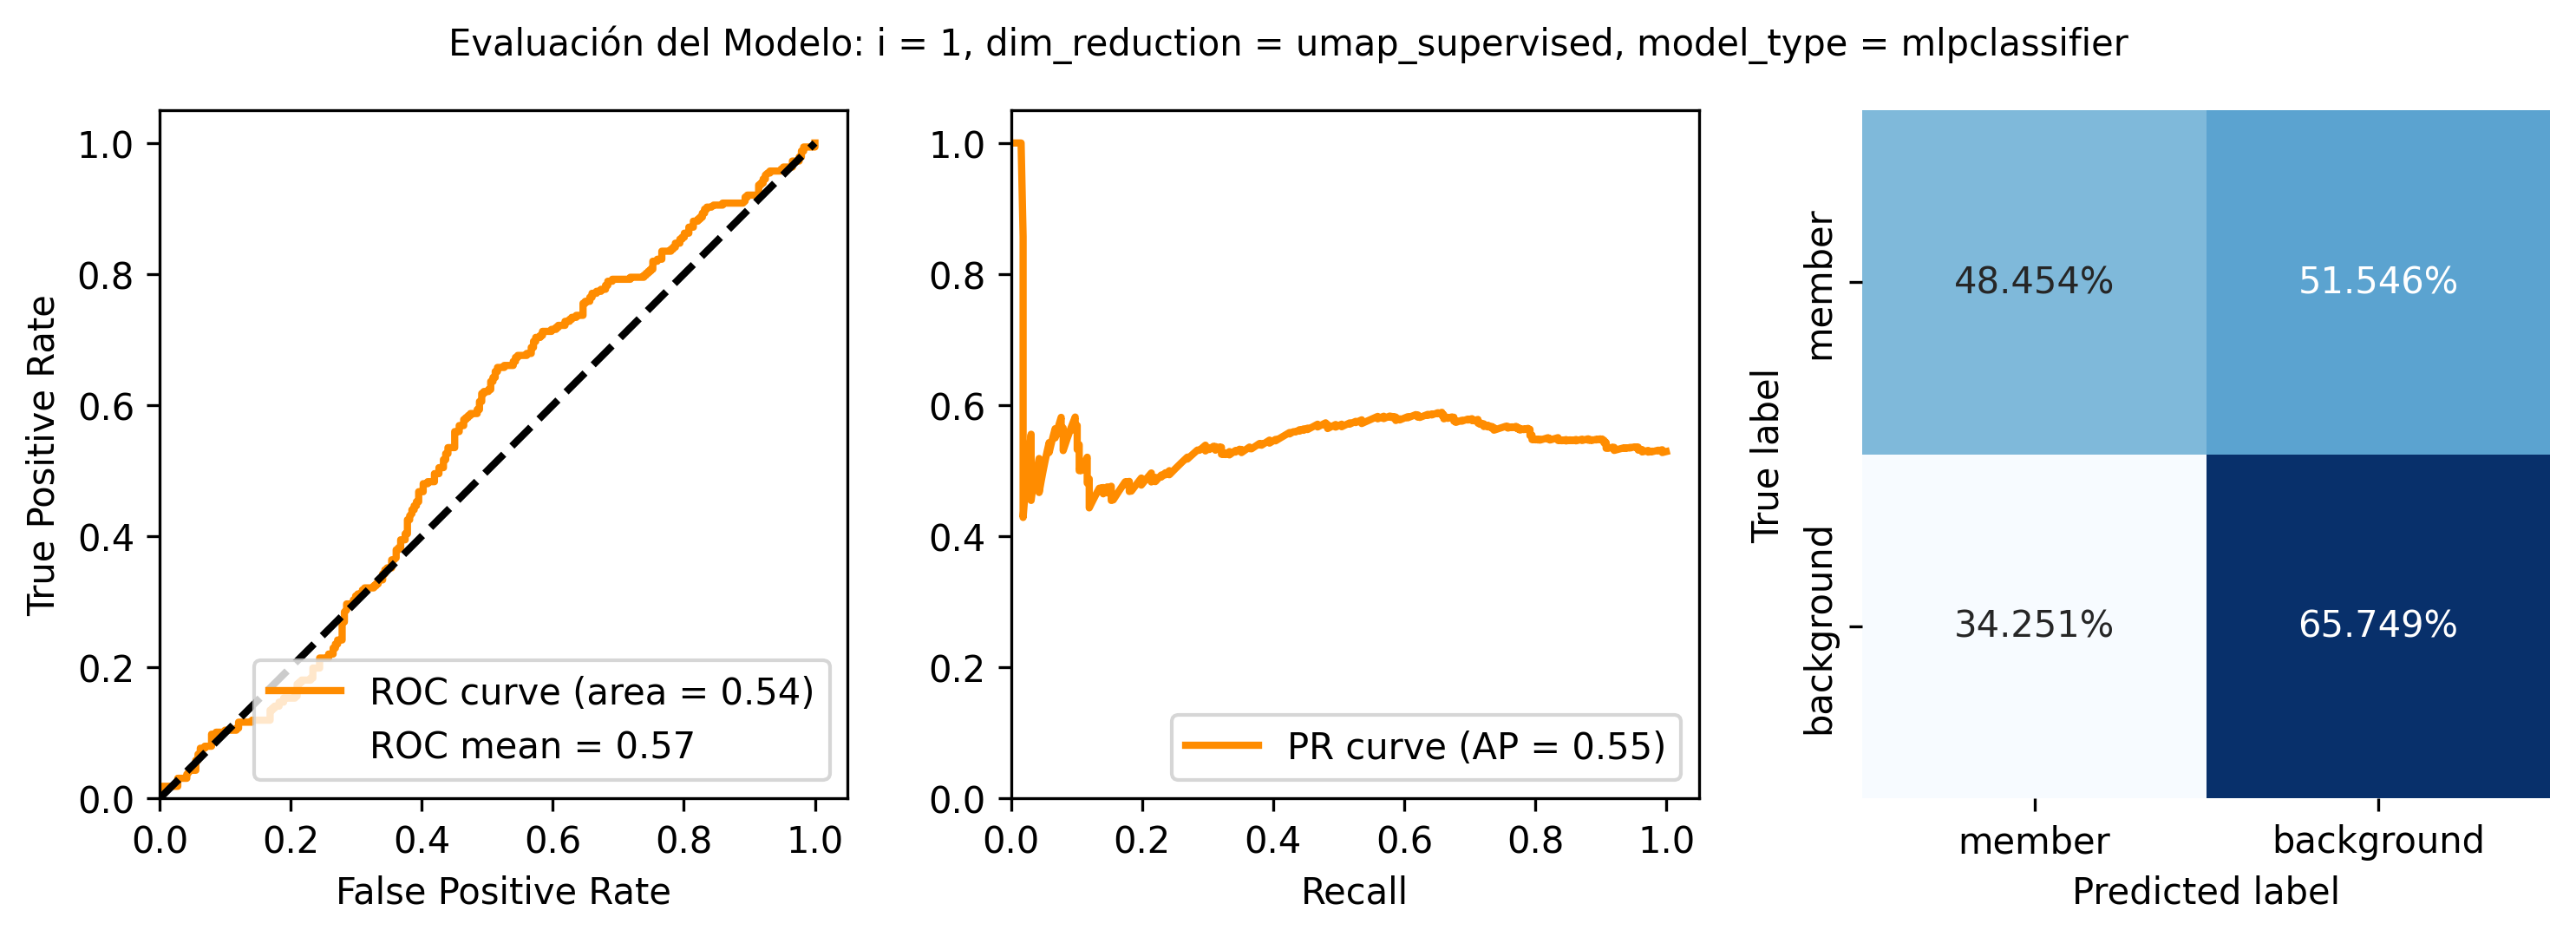 Evaluación del Modelo: i = 1, dim_reduction = umap_supervised, model_type = mlpclassifier
True Positive Rate
1.0
0.8
0.6
0.4
0.2
0.0
ROC curve (area = 0.54)
ROC mean = 0.57
0.0 0.2 0.4 0.6 0.8 1.0
False Positive Rate
1.0
0.8
0.6
0.4
0.2
0.0
PR curve (AP = 0.55)
0.0 0.2 0.4 0.6 0.8 1.0
Recall
True label
member
background
48.454% 51.546%
34.251% 65.749%
member background
Predicted label